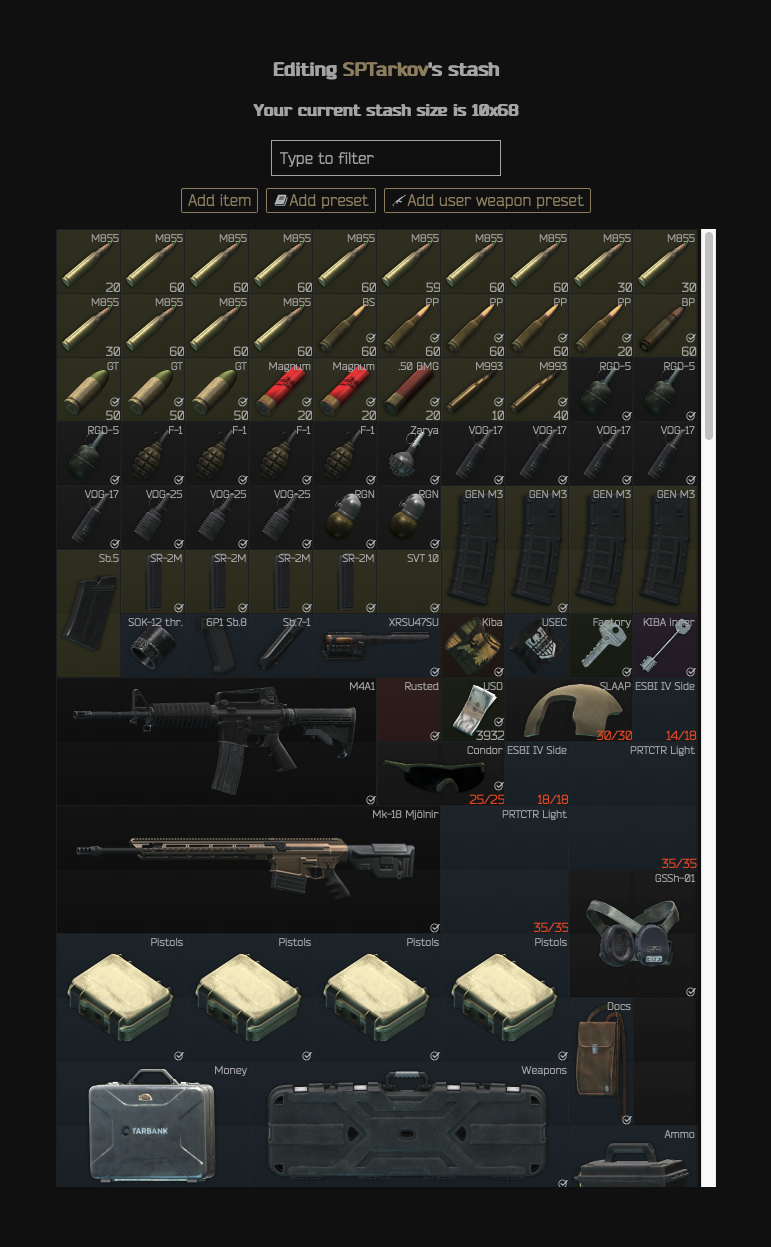 Editing SPTarkov's stash
Your current stash size is 10x68
Type to filter
Add item Add preset Add user weapon preset
M855 M855 M855 M855 M855 M855 M855 M855 M855 M855
20 60 60 60 60 59 60 60 30 30
M855 M855 M855 M855 BS PP PP PP PP BP
30 60 60 60 60 60 60 60 20 60
GT GT GT Magnum Magnum .50 BMG M993 M993 RGD-5 RGD-5
50 50 50 20 20 20 10 40
RGD-5 F-1 F-1 F-1 F-1 Zarya VOG-17 VOG-17 VOG-17 VOG-17
VOG-17 VOG-25 VOG-25 VOG-25 RGN RGN GEN M3 GEN M3 GEN M3 GEN M3
Sb.5 SR-2M SR-2M SR-2M SR-2M SVT 10
SOK-12 thr. 6P1 Sb.8 Sb.7-1 XRSU47SU Kiba USEC Factory KIBA inner
M4A1 Rusted USD SLAAP ESBI IV Side
3932 30/30 14/18
Condor ESBI IV Side PRTCTR Light
25/25 18/18
Mk-18 Mjölnir PRTCTR Light
35/35
GSSh-01
35/35
Pistols Pistols Pistols Pistols
Docs
Money Weapons
TARBANK
Ammo